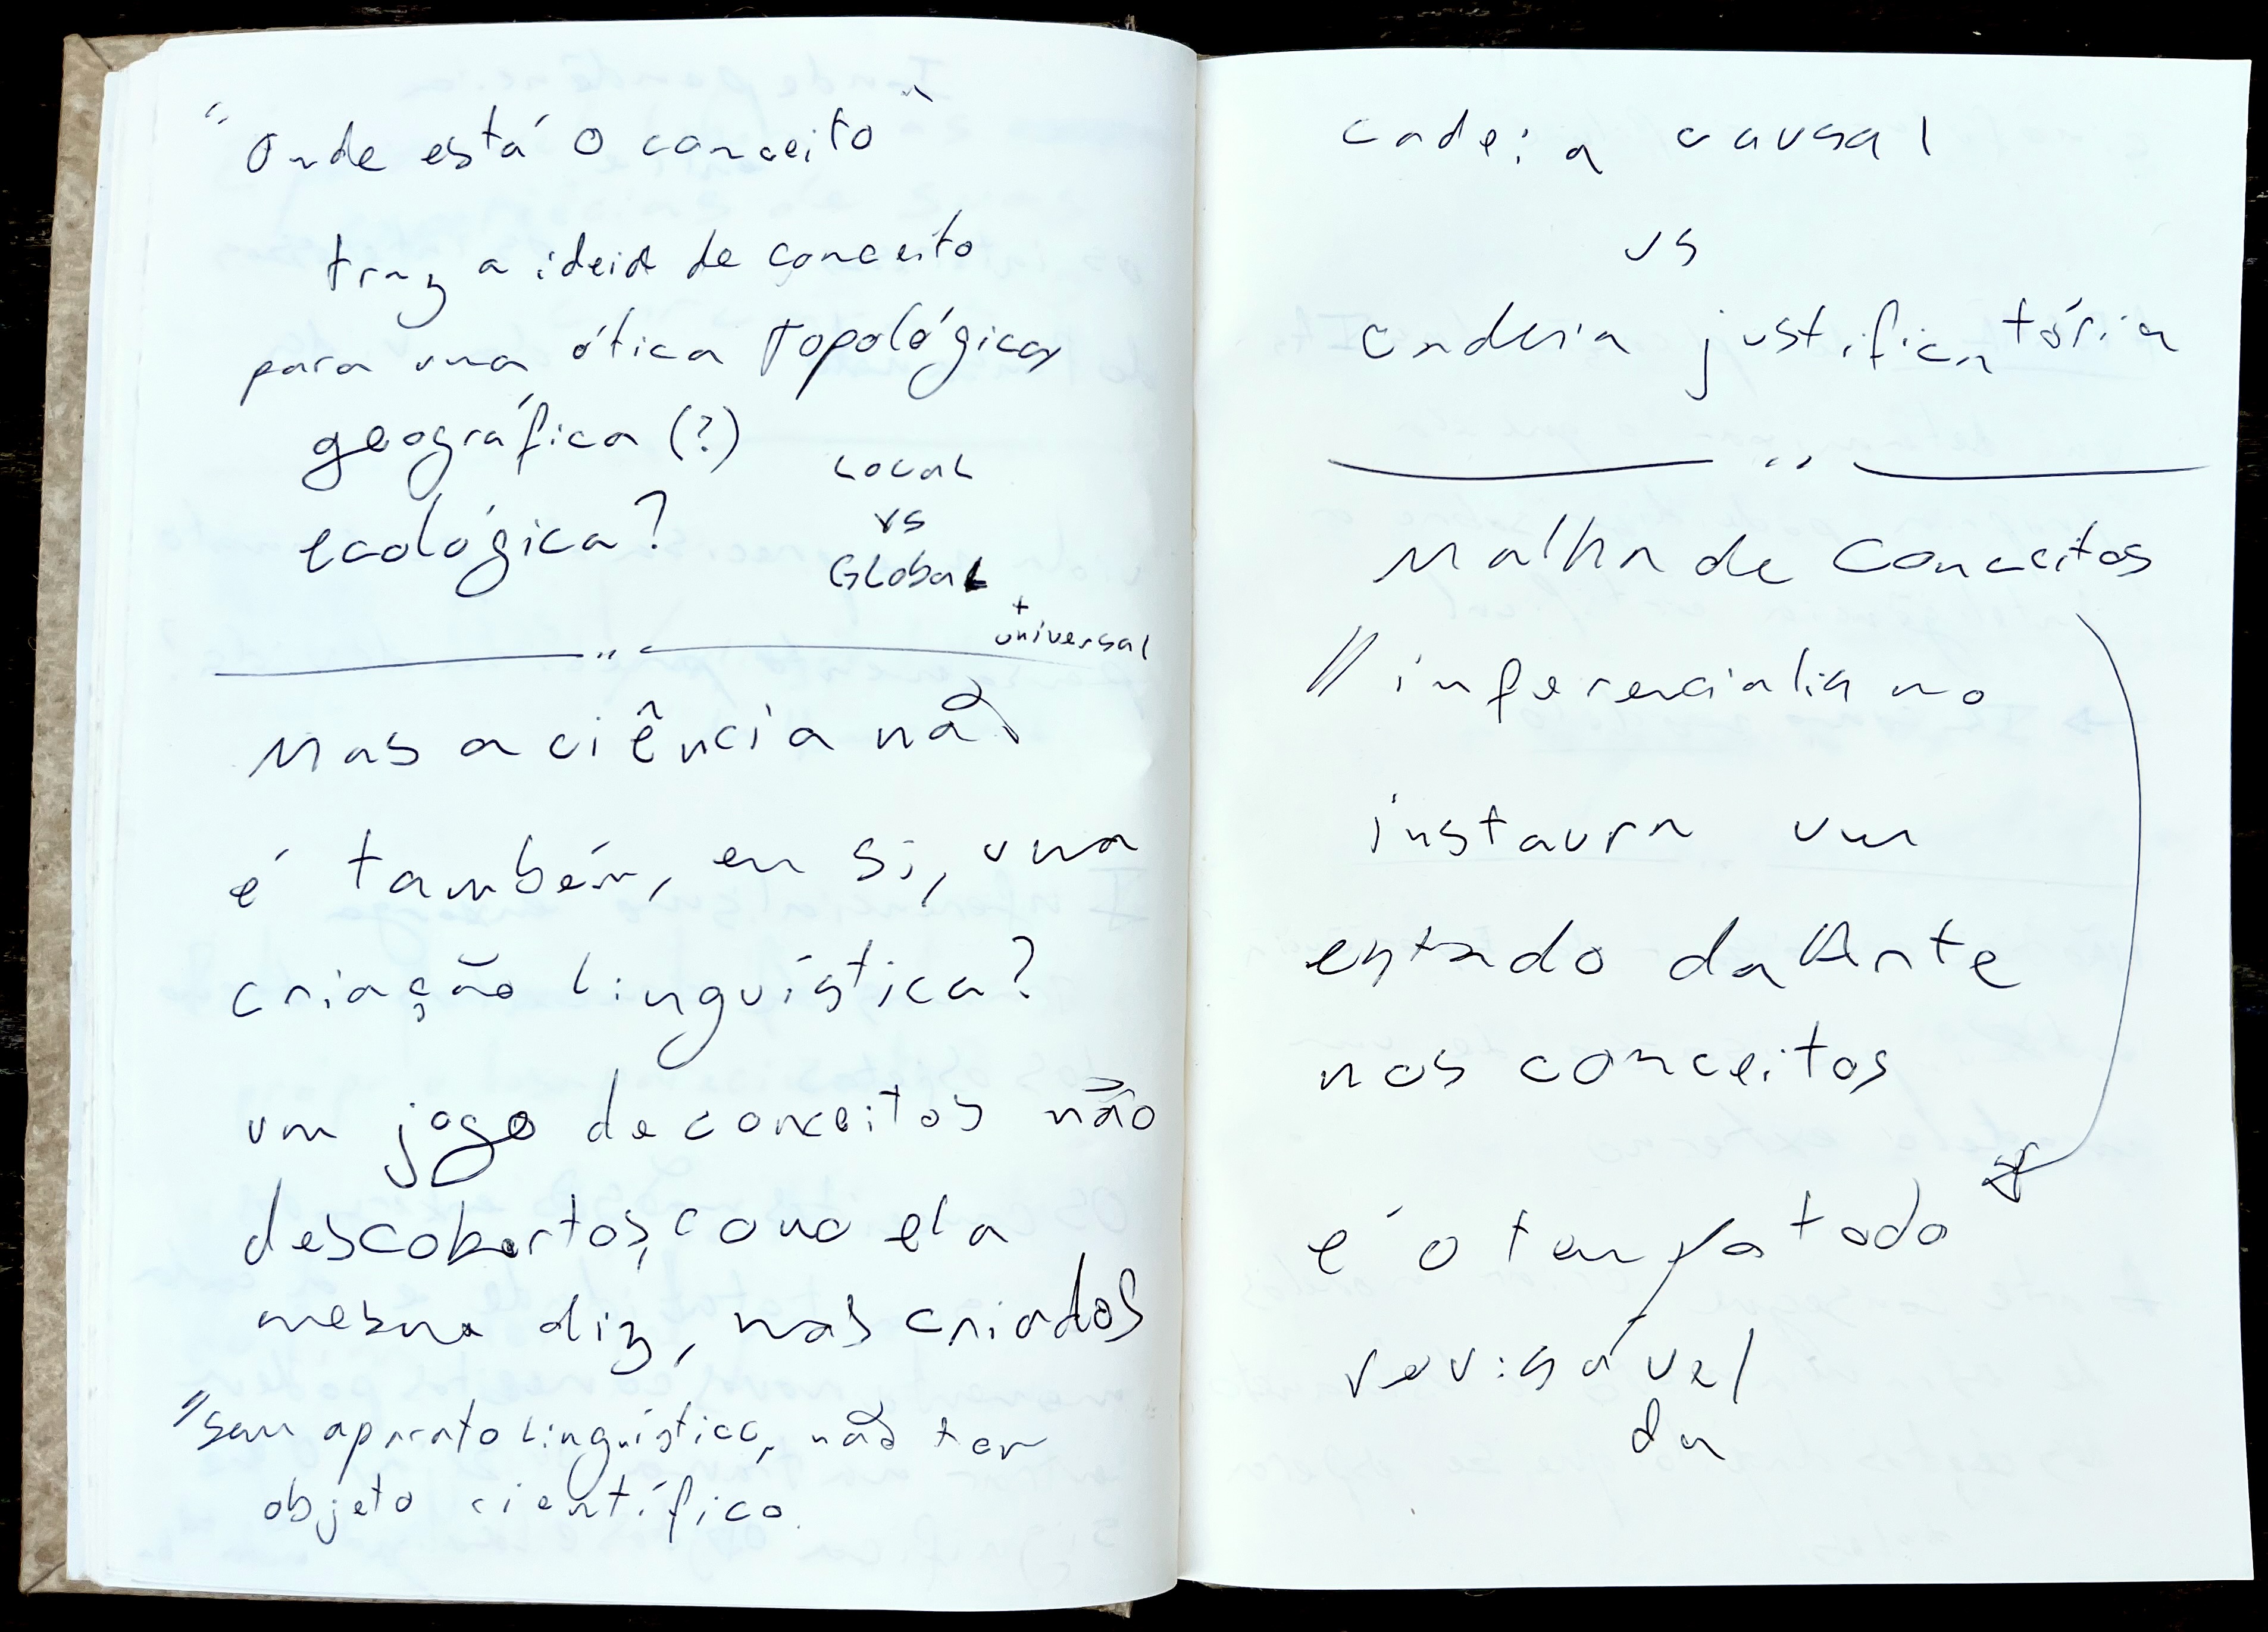 "Onde está o conceito"
traz a ideia de conceito
para uma ótica topológica
geográfica (?)
ecológica?
Local
vs
Global
+
universal
Mas a ciência não
é também, em si, uma
criação linguística?
um jogo de conceitos não
descobertos, como ela
mesma diz, mas criados
"sem aparato linguístico, não tem
objeto científico.
cadeia causal
vs
cadeia justificatória
Malha de conceitos
// inferencialismo
instaura um
estado da Arte
nos conceitos
é o tempo todo
revisável
da